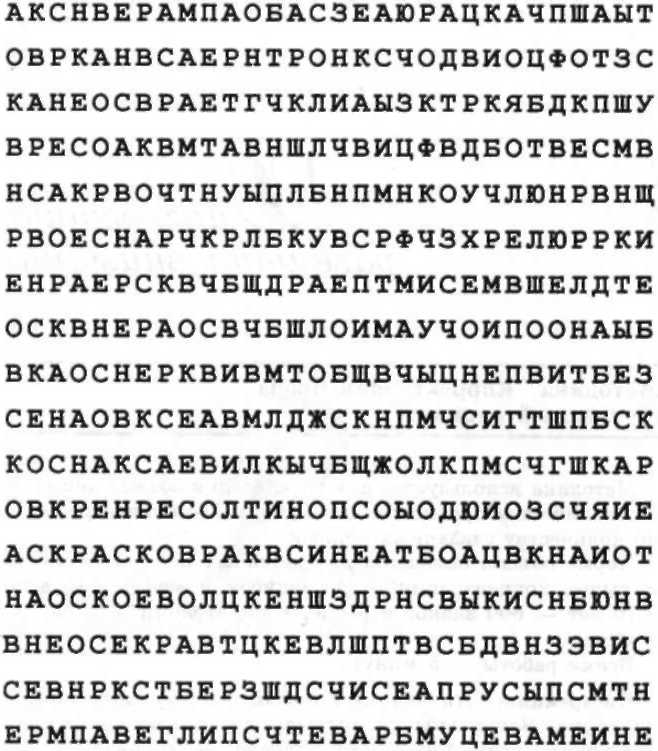 АКСНВЕРАМПАОБАСЗЕАЮРАЦКАЧПШАЫТ
ОВРКАНВСАЕРНТРОНКСЧОДВИОЦФОТЗС
КАНЕОСВРАЕТГЧКЛИАЫЗКТРКЯБДКПШУ
ВРЕСОАКВМТАВНШЛЧВИЦФВДБОТВЕСМВ
НСАКРВОЧТНУЫПЛБНПМНКОУЧЛЮНРВНЩ
РВОЕСНАРЧКРЛБКУВСРФЧЗХРЕЛЮРРКИ
ЕНРАЕРСКВЧБЩДРАЕПТМИСЕМВШЕЛДТЕ
ОСКВНЕРАОСВЧБШЛОИМАУЧОИПООНАЫБ
ВКАОСНЕРКВИВМТОБЩВЧЫЦНЕПВИТБЕЗ
СЕНАОВКСЕАВМЛДЖСКНПМЧСИГТШПБСК
КОСНАКСАЕВИЛКЫЧБЩЖОЛКПМСЧГШКАР
ОВКРЕНРЕСОЛТИНОПСОЫОДЮИОЗСЧЯИЕ
АСКРАСКОВРАКВСИНЕАТБОАЦВКНАИОТ
НАОСКОЕВОЛЦКЕНШЗДРНСВЫКИСНБЮНВ
ВНЕОСЕКРАВТЦКЕВЛШПТВСБДВНЗЭВИС
СЕВНРКСТБЕРЗШДСЧИСЕАПРУСЫПСМТН
ЕРМПАВЕГЛИПСЧТЕВАРБМУЦЕВАМЕИНЕ